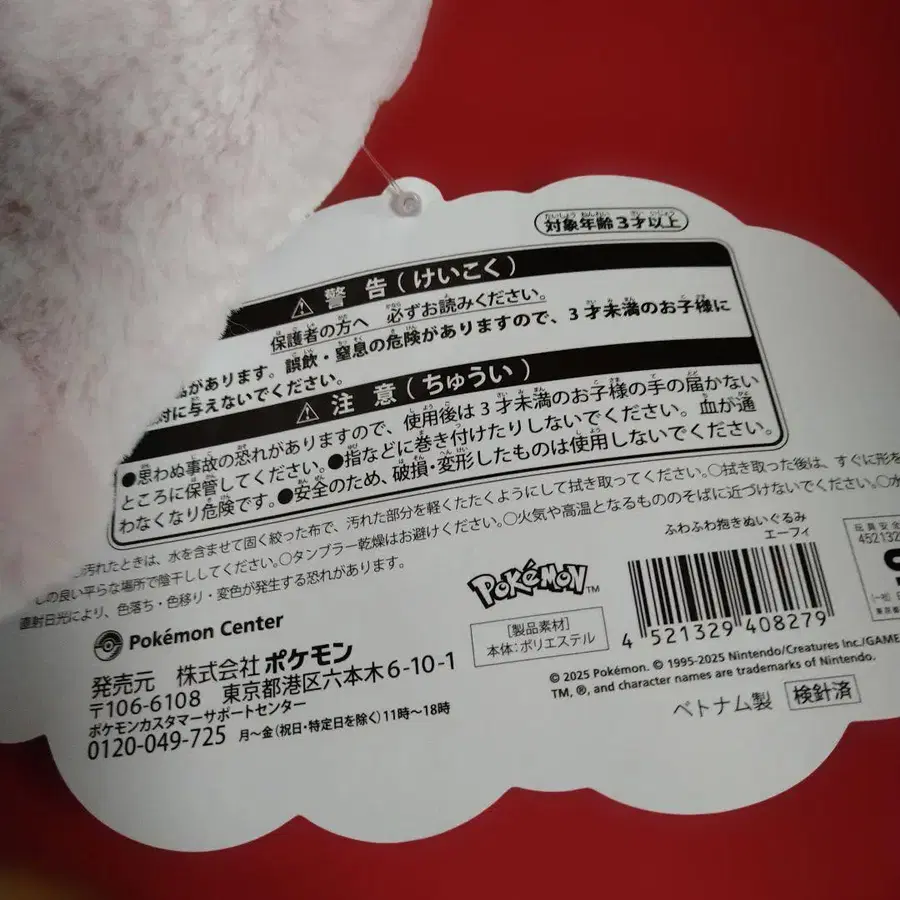 対象年齢3才以上
警告(けいこく)
保護者の方へ 必ずお読みください。
があります。誤飲・窒息の危険がありますので、3才未満のお子様に
対に与えないでください。
注意(ちゅうい)
●思わぬ事故の恐れがありますので、使用後は3才未満のお子様の手の届かない
ところに保管してください。●指などに巻き付けたりしないでください。血が通
わなくなり危険です。●安全のため、破損・変形したものは使用しないでください。
汚れたときは、水を含ませて固く絞った布で、汚れた部分を軽くたたくようにして拭き取ってください。○拭き取った後は、すぐに形を
しの良い平らな場所で陰干ししてください。○タンブラー乾燥はお避けください。○火気や高温となるもののそばに近づけないでください。○水
直射日光により、色落ち・色移り・変色が発生する恐れがあります。
ふわふわ抱きぬいぐるみ
エーフィ
玩具安全
452132
Pokémon Center
POKéMON™
[製品素材]
本体:ポリエステル
4 521329 408279
発売元 株式会社ポケモン
〒106-6108 東京都港区六本木6-10-1
ポケモンカスタマーサポートセンター
0120-049-725 月～金(祝日・特定日を除く)11時～18時
© 2025 Pokémon. © 1995-2025 Nintendo/Creatures Inc./GAME
TM, ®, and character names are trademarks of Nintendo.
ベトナム製 検針済